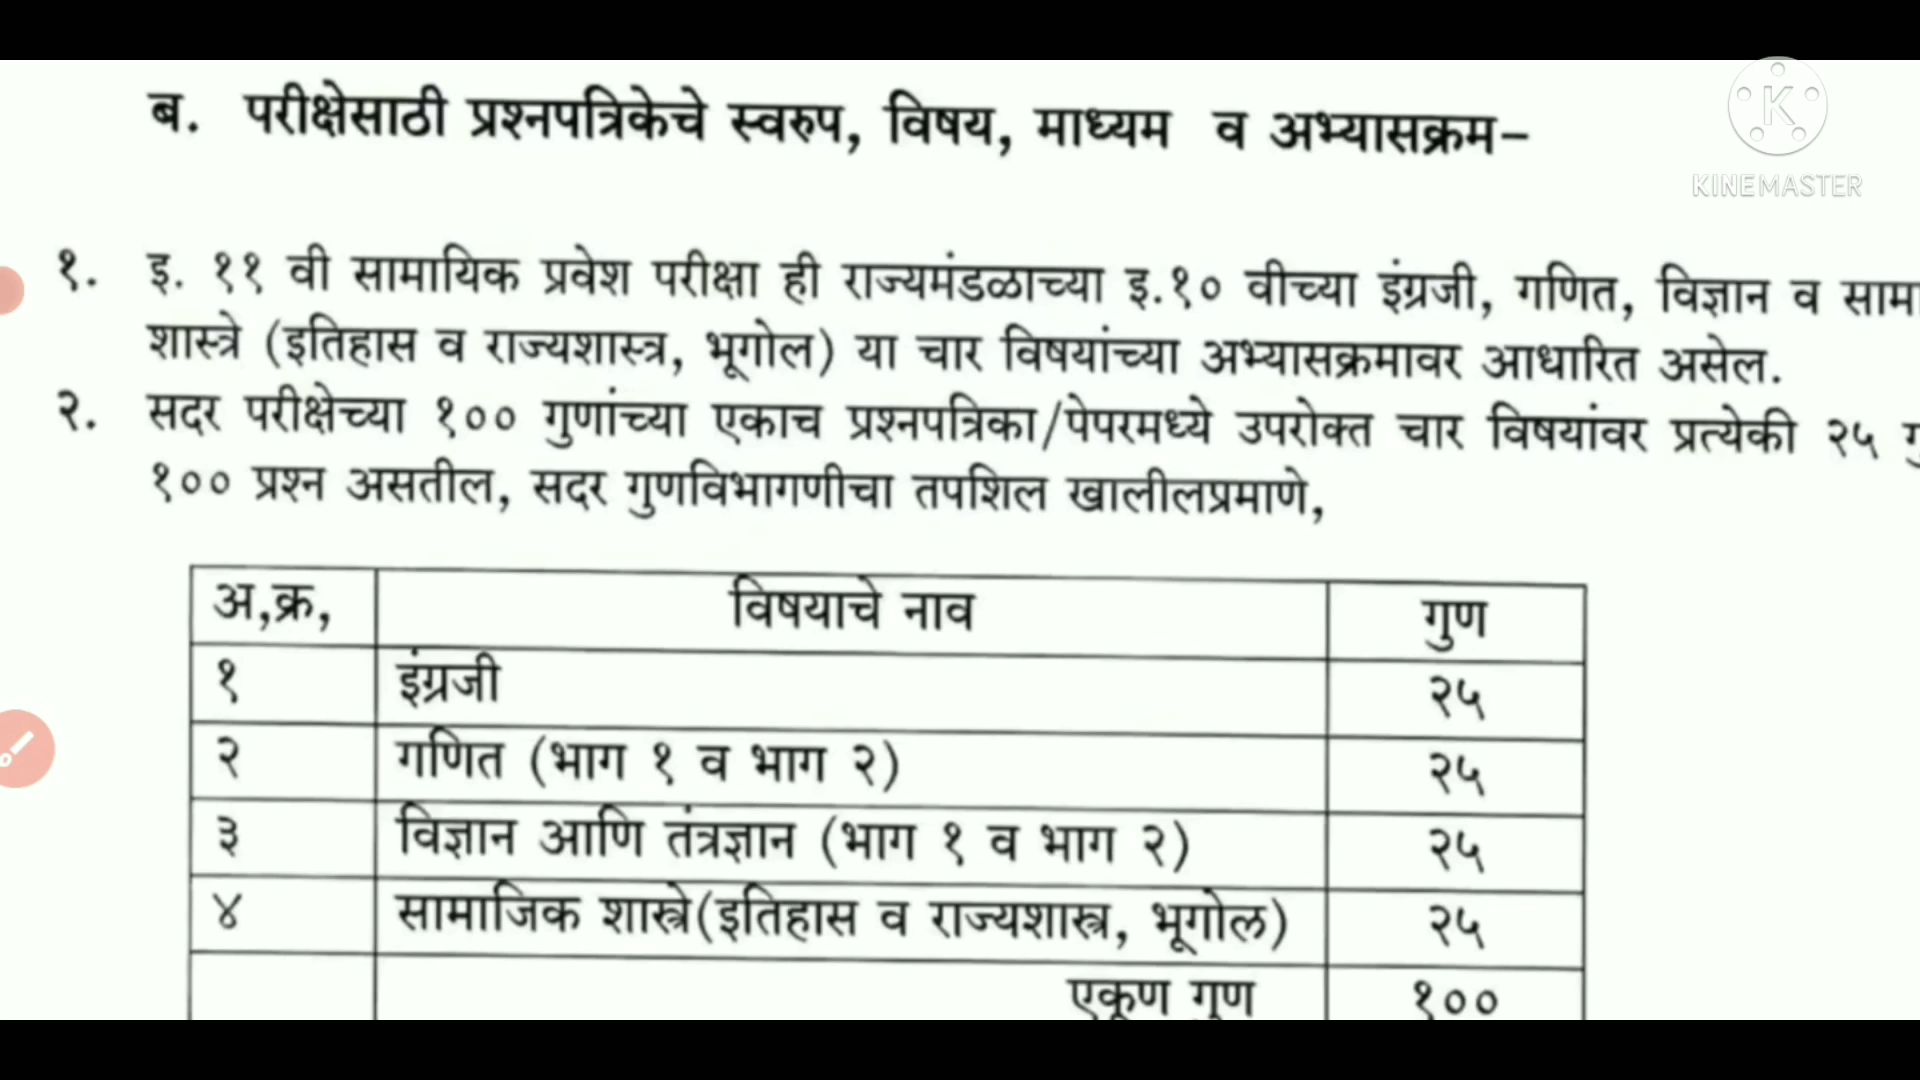 ब. परीक्षेसाठी प्रश्नपत्रिकेचे स्वरुप, विषय, माध्यम व अभ्यासक्रम–
KINEMASTER
१. इ. ११ वी सामायिक प्रवेश परीक्षा ही राज्यमंडळाच्या इ.१० वीच्या इंग्रजी, गणित, विज्ञान व सामा
शास्त्रे (इतिहास व राज्यशास्त्र, भूगोल) या चार विषयांच्या अभ्यासक्रमावर आधारित असेल.
२. सदर परीक्षेच्या १०० गुणांच्या एकाच प्रश्नपत्रिका/पेपरमध्ये उपरोक्त चार विषयांवर प्रत्येकी २५ गु
१०० प्रश्न असतील, सदर गुणविभागणीचा तपशिल खालीलप्रमाणे,
अ,क्र, विषयाचे नाव गुण
१ इंग्रजी २५
२ गणित (भाग १ व भाग २) २५
३ विज्ञान आणि तंत्रज्ञान (भाग १ व भाग २) २५
४ सामाजिक शास्त्रे(इतिहास व राज्यशास्त्र, भूगोल) २५
एकूण गुण १००